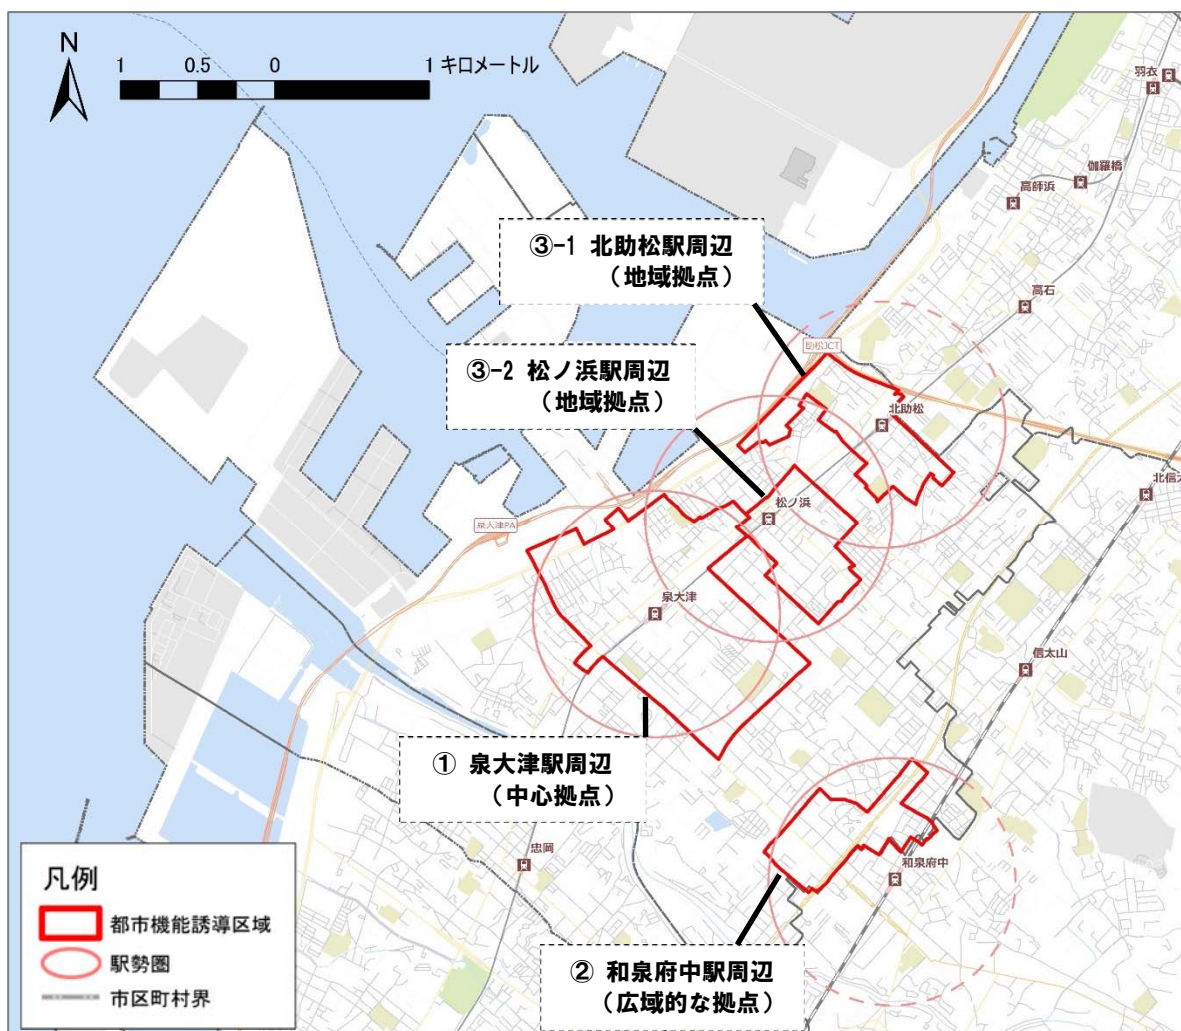 N
1 0.5 0 1 キロメートル
羽衣
伽羅橋
高師浜
高石
③-1 北助松駅周辺
（地域拠点）
助松JCT
③-2 松ノ浜駅周辺
（地域拠点）
北助松
北信太
松ノ浜
泉大津PA
泉大津
信太山
① 泉大津駅周辺
（中心拠点）
忠岡
和泉府中
凡例
都市機能誘導区域
駅勢圏
市区町村界
② 和泉府中駅周辺
（広域的な拠点）